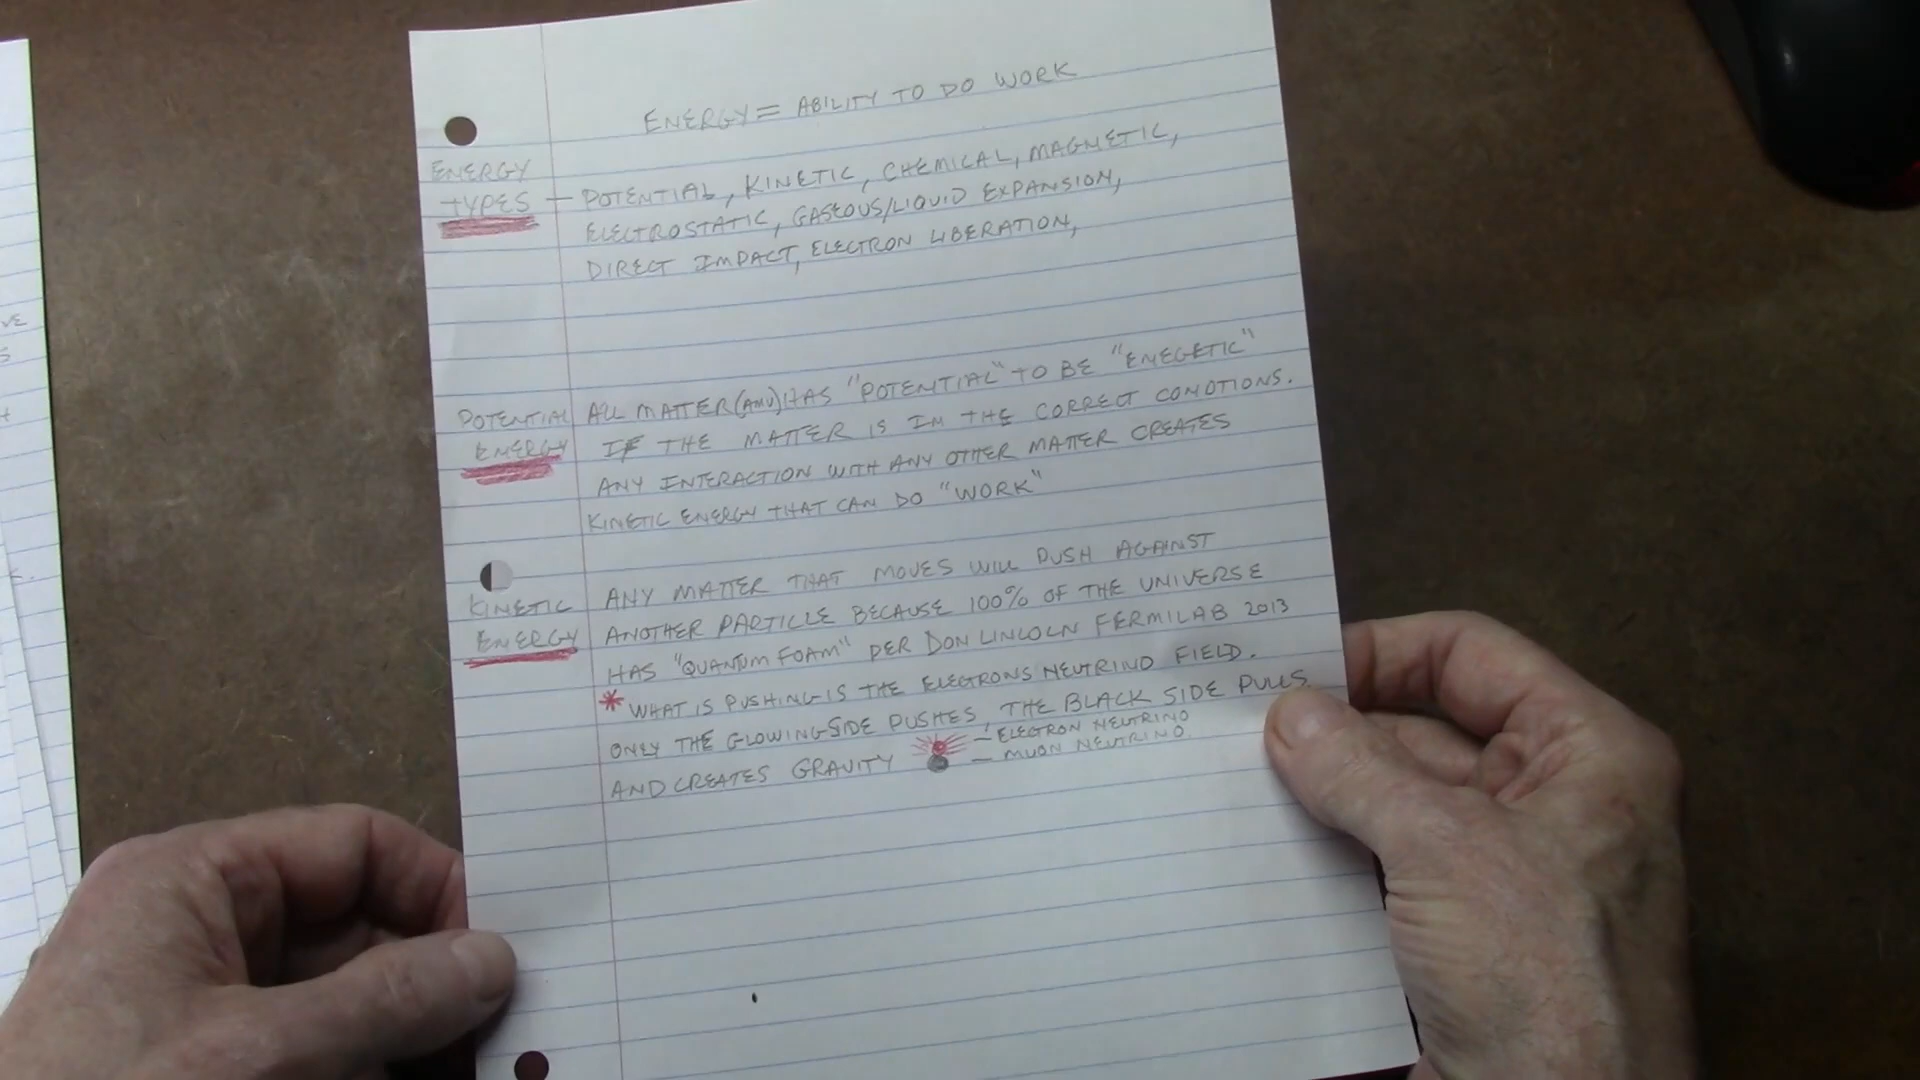 ENERGY = ABILITY TO DO WORK
ENERGY
TYPES — POTENTIAL, KINETIC, CHEMICAL, MAGNETIC,
ELECTROSTATIC, GASEOUS/LIQUID EXPANSION,
DIRECT IMPACT, ELECTRON LIBERATION,
POTENTIAL ALL MATTER (AMU) HAS "POTENTIAL" TO BE "ENEGETIC"
ENERGY IF THE MATTER IS IM THE CORRECT CONDTIONS.
ANY INTERACTION WITH ANY OTHER MATTER CREATES
KINETIC ENERGY THAT CAN DO "WORK"
KINETIC ANY MATTER THAT MOVES WILL PUSH AGAINST
ENERGY ANOTHER PARTICLE BECAUSE 100% OF THE UNIVERSE
HAS "QUANTUM FOAM" PER DON LINCOLN FERMILAB 2013
* WHAT IS PUSHING IS THE ELECTRONS NEUTRINO FIELD.
ONLY THE GLOWING SIDE PUSHES, THE BLACK SIDE PULLS
AND CREATES GRAVITY — ELECTRON NEUTRINO
— MUON NEUTRINO
VE
S